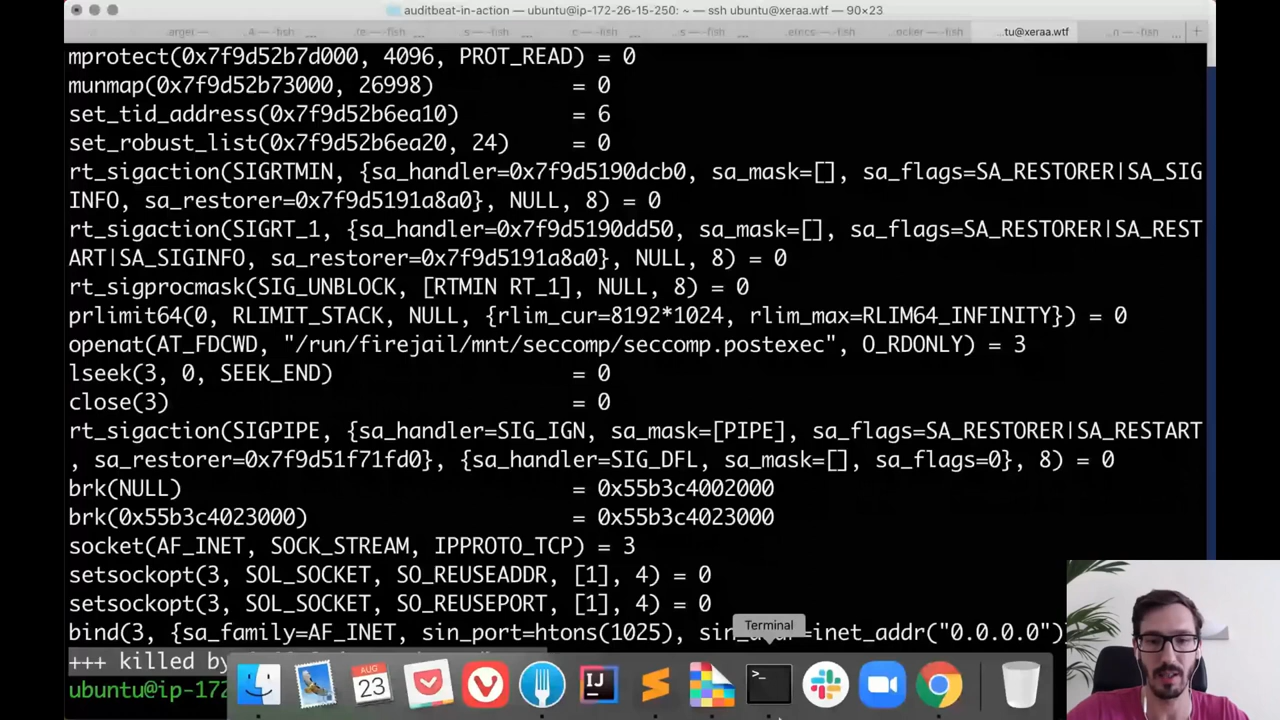 auditbeat-in-action — ubuntu@ip-172-26-15-250: ~ — ssh ubuntu@xeraa.wtf — 90×23
...tu@xeraa.wtf
mprotect(0x7f9d52b7d000, 4096, PROT_READ) = 0
munmap(0x7f9d52b73000, 26998)           = 0
set_tid_address(0x7f9d52b6ea10)         = 6
set_robust_list(0x7f9d52b6ea20, 24)     = 0
rt_sigaction(SIGRTMIN, {sa_handler=0x7f9d5190dcb0, sa_mask=[], sa_flags=SA_RESTORER|SA_SIG
INFO, sa_restorer=0x7f9d5191a8a0}, NULL, 8) = 0
rt_sigaction(SIGRT_1, {sa_handler=0x7f9d5190dd50, sa_mask=[], sa_flags=SA_RESTORER|SA_REST
ART|SA_SIGINFO, sa_restorer=0x7f9d5191a8a0}, NULL, 8) = 0
rt_sigprocmask(SIG_UNBLOCK, [RTMIN RT_1], NULL, 8) = 0
prlimit64(0, RLIMIT_STACK, NULL, {rlim_cur=8192*1024, rlim_max=RLIM64_INFINITY}) = 0
openat(AT_FDCWD, "/run/firejail/mnt/seccomp/seccomp.postexec", O_RDONLY) = 3
lseek(3, 0, SEEK_END)                   = 0
close(3)                                = 0
rt_sigaction(SIGPIPE, {sa_handler=SIG_IGN, sa_mask=[PIPE], sa_flags=SA_RESTORER|SA_RESTART
, sa_restorer=0x7f9d51f71fd0}, {sa_handler=SIG_DFL, sa_mask=[], sa_flags=0}, 8) = 0
brk(NULL)                               = 0x55b3c4002000
brk(0x55b3c4023000)                     = 0x55b3c4023000
socket(AF_INET, SOCK_STREAM, IPPROTO_TCP) = 3
setsockopt(3, SOL_SOCKET, SO_REUSEADDR, [1], 4) = 0
setsockopt(3, SOL_SOCKET, SO_REUSEPORT, [1], 4) = 0
Terminal
bind(3, {sa_family=AF_INET, sin_port=htons(1025), =inet_addr("0.0.0.0")
+++ killed by
ubuntu@ip-172
AUG
23
IJ
>_